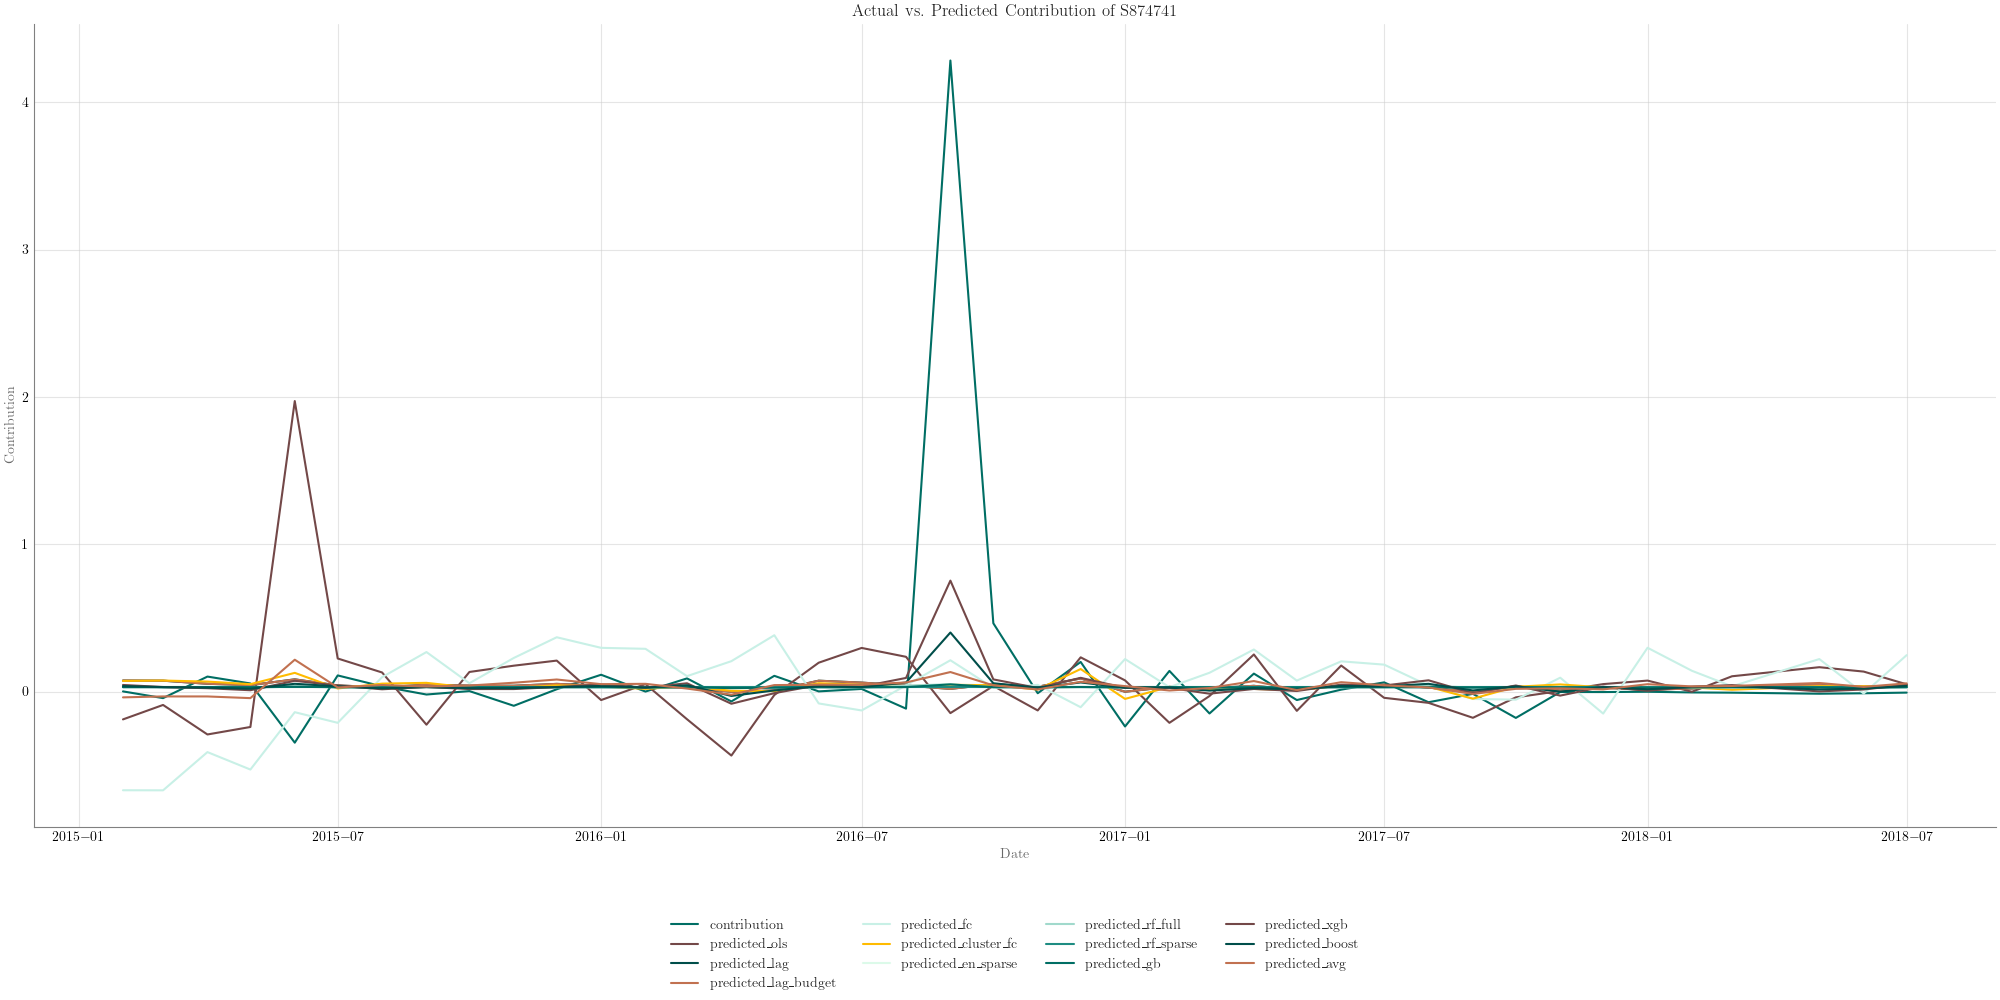 Actual vs. Predicted Contribution of S874741
4
3
2
1
0
Contribution
2015−01
2015−07
2016−01
2016−07
2017−01
2017−07
2018−01
2018−07
Date
contribution
predicted_ols
predicted_lag
predicted_lag_budget
predicted_fc
predicted_cluster_fc
predicted_en_sparse
predicted_rf_full
predicted_rf_sparse
predicted_gb
predicted_xgb
predicted_boost
predicted_avg